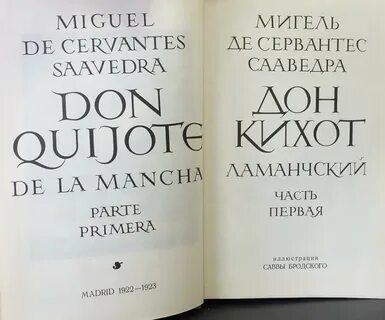 MIGUEL
DE CERVANTES
SAAVEDRA
DON
QUIJOTE
DE LA MANCHA
PARTE
PRIMERA
MADRID 1922—1923
МИГЕЛЬ
ДЕ СЕРВАНТЕС
СААВЕДРА
ДОН
КИХОТ
ЛАМАНЧСКИЙ
ЧАСТЬ
ПЕРВАЯ
иллюстрации
САВВЫ БРОДСКОГО